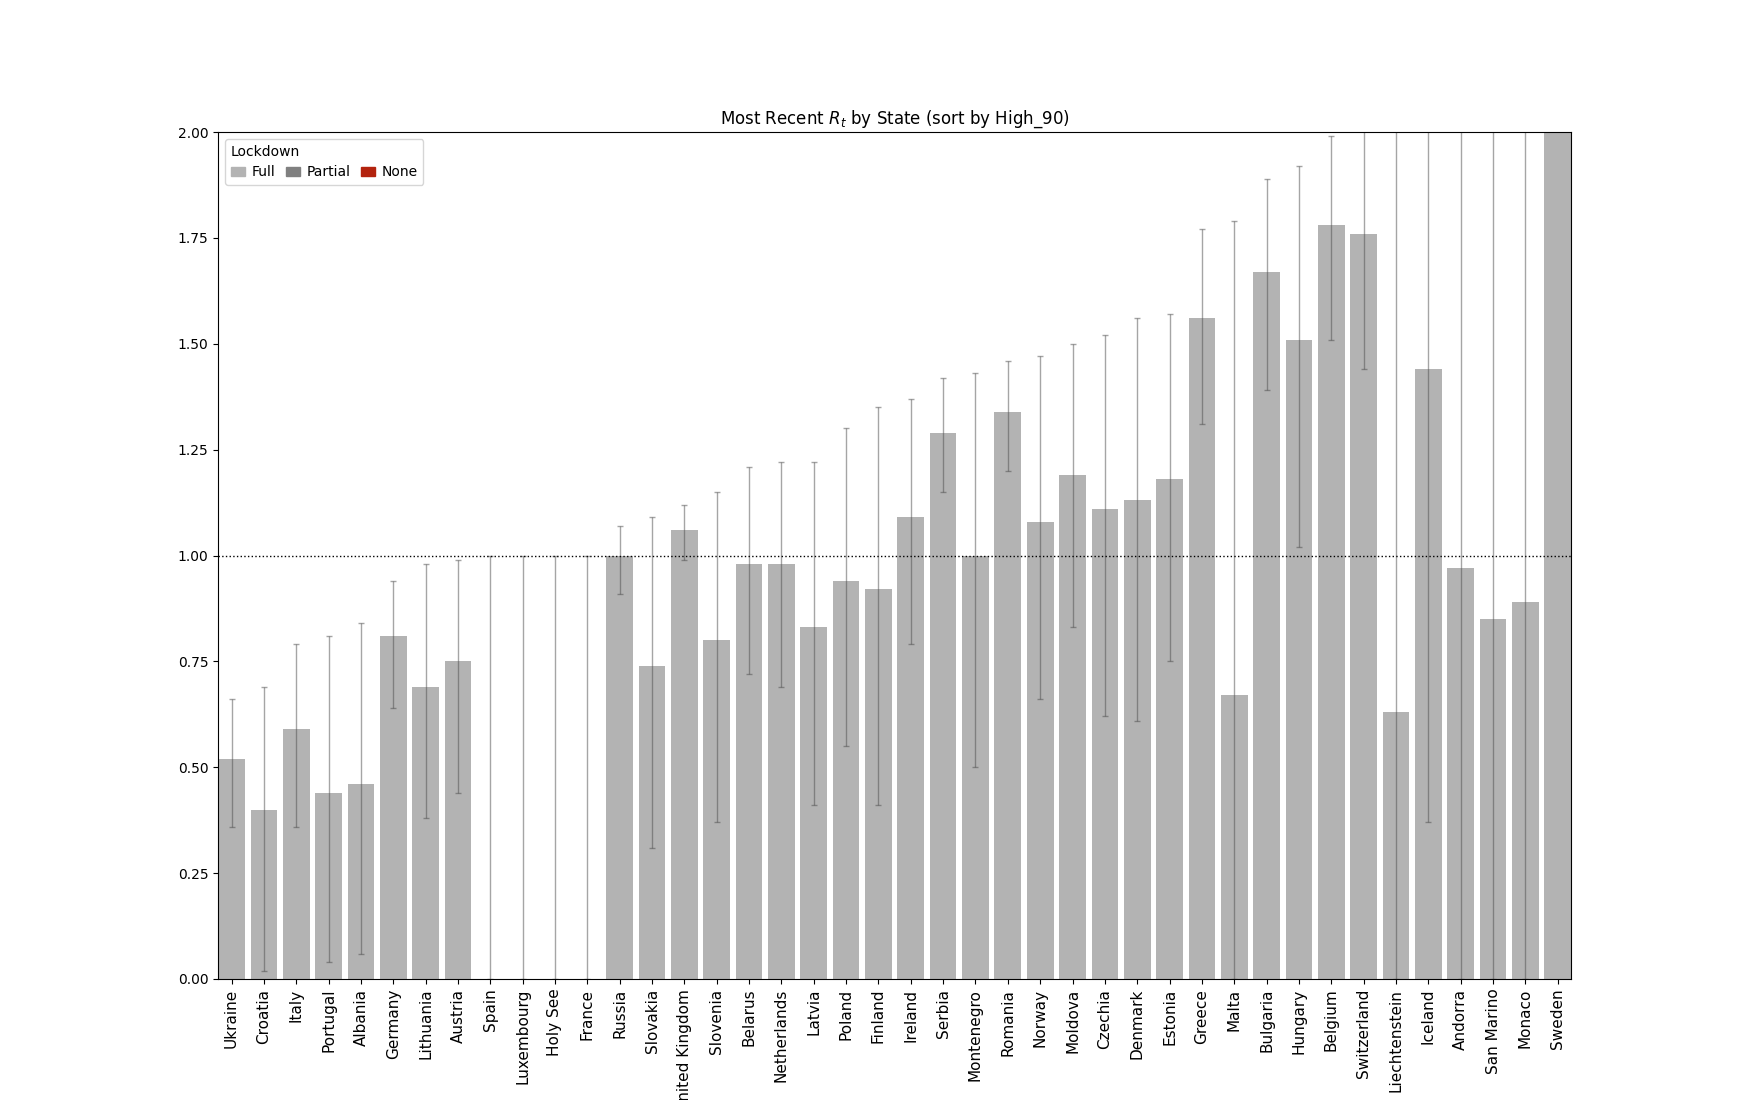 Most Recent R_t by State (sort by High_90)
Lockdown
Full Partial None
2.00
1.75
1.50
1.25
1.00
0.75
0.50
0.25
0.00
Ukraine
Croatia
Italy
Portugal
Albania
Germany
Lithuania
Austria
Spain
Luxembourg
Holy See
France
Russia
Slovakia
nited Kingdom
Slovenia
Belarus
Netherlands
Latvia
Poland
Finland
Ireland
Serbia
Montenegro
Romania
Norway
Moldova
Czechia
Denmark
Estonia
Greece
Malta
Bulgaria
Hungary
Belgium
Switzerland
Liechtenstein
Iceland
Andorra
San Marino
Monaco
Sweden